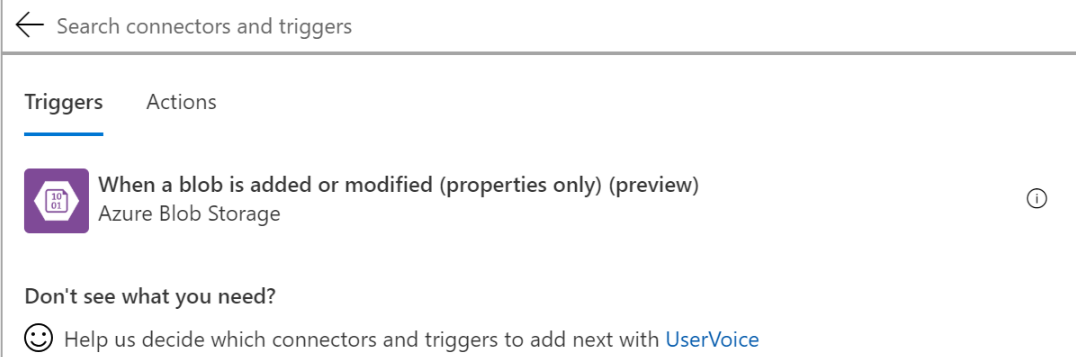 Search connectors and triggers
Triggers Actions
When a blob is added or modified (properties only) (preview)
Azure Blob Storage
10
01
Don't see what you need?
Help us decide which connectors and triggers to add next with UserVoice